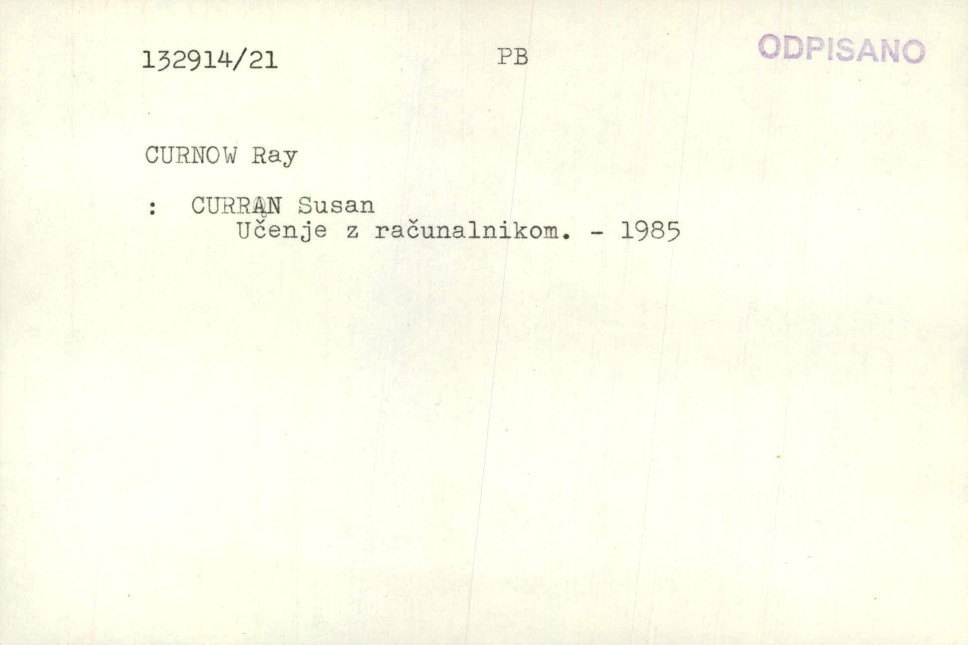 132914/21 PB ODPISANO
CURNOW Ray
: CURRAN Susan
Učenje z računalnikom. - 1985